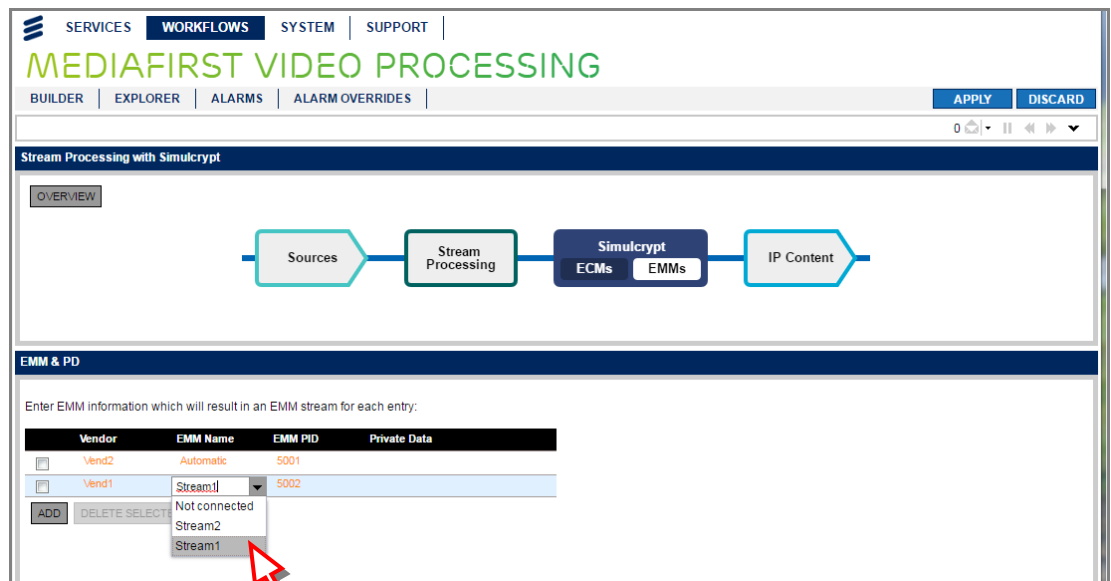 SERVICES WORKFLOWS SYSTEM SUPPORT
MEDIAFIRST VIDEO PROCESSING
BUILDER EXPLORER ALARMS ALARM OVERRIDES APPLY DISCARD
0
Stream Processing with Simulcrypt
OVERVIEW
Sources
Stream
Processing
Simulcrypt
ECMs EMMs
IP Content
EMM & PD
Enter EMM information which will result in an EMM stream for each entry:
Vendor EMM Name EMM PID Private Data
Vend2 Automatic 5001
Vend1 Stream1 5002
ADD DELETE SELECTE
Not connected
Stream2
Stream1